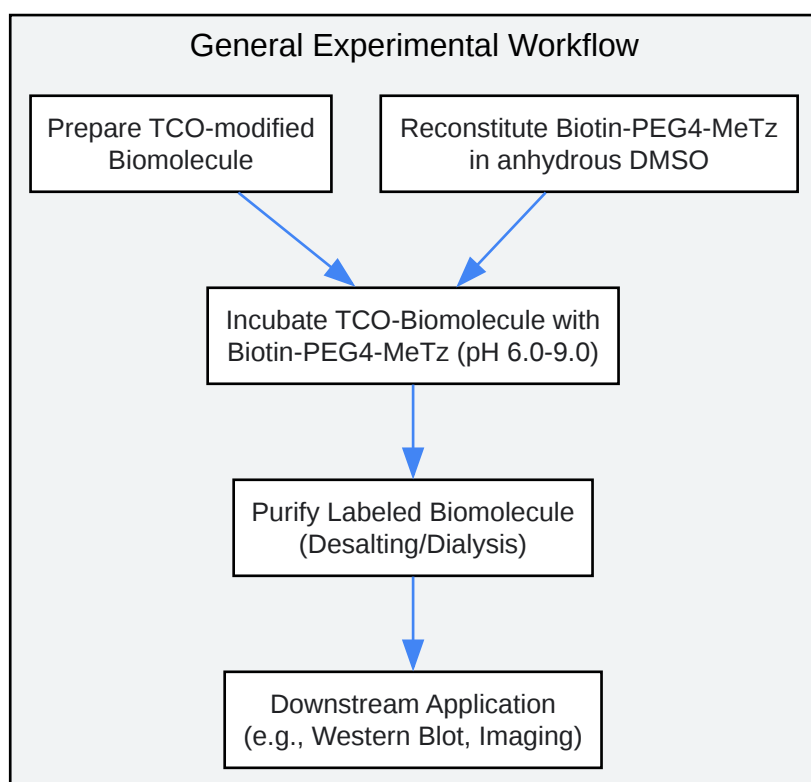 General Experimental Workflow
Prepare TCO-modified
Biomolecule
Reconstitute Biotin-PEG4-MeTz
in anhydrous DMSO
Incubate TCO-Biomolecule with
Biotin-PEG4-MeTz (pH 6.0-9.0)
Purify Labeled Biomolecule
(Desalting/Dialysis)
Downstream Application
(e.g., Western Blot, Imaging)